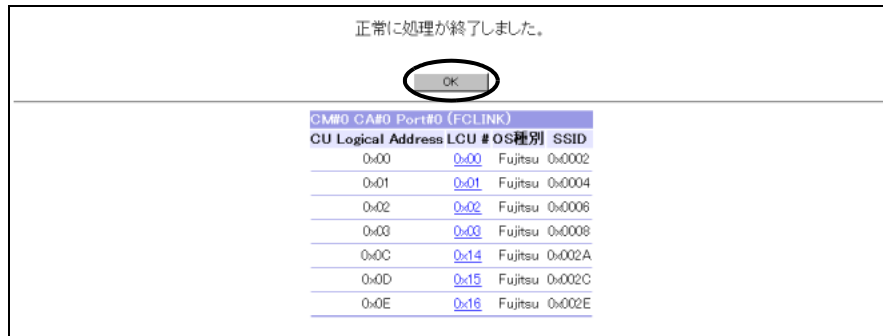 正常に処理が終了しました。
OK
CM#0 CA#0 Port#0 (FCLINK)
CU Logical Address LCU # OS種別 SSID
0x00 0x00 Fujitsu 0x0002
0x01 0x01 Fujitsu 0x0004
0x02 0x02 Fujitsu 0x0006
0x03 0x03 Fujitsu 0x0008
0x0C 0x14 Fujitsu 0x002A
0x0D 0x15 Fujitsu 0x002C
0x0E 0x16 Fujitsu 0x002E